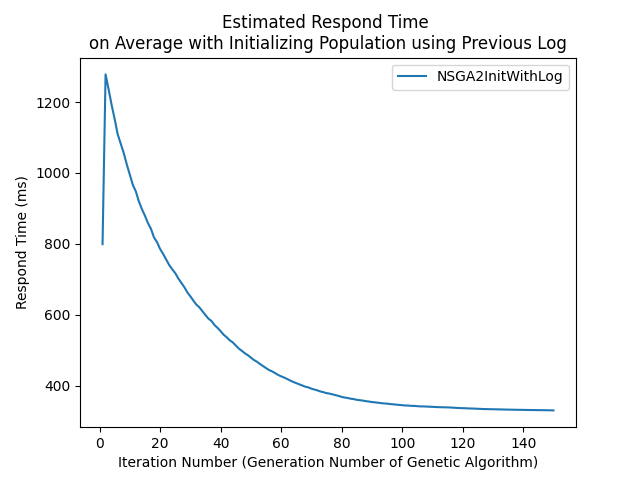 Estimated Respond Time
on Average with Initializing Population using Previous Log
NSGA2InitWithLog
1200
1000
800
600
400
Respond Time (ms)
0 20 40 60 80 100 120 140
Iteration Number (Generation Number of Genetic Algorithm)